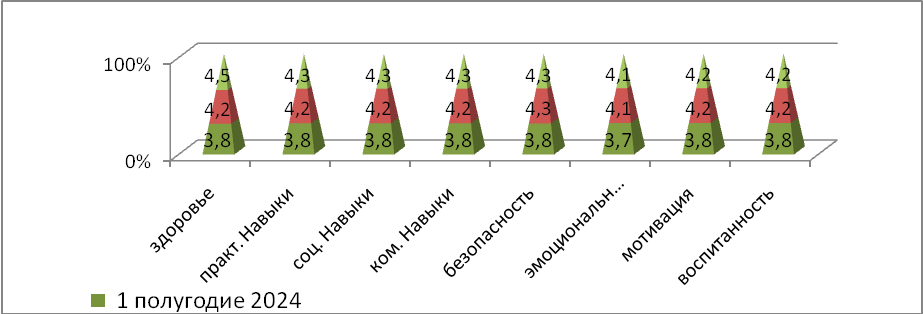 100%
4,5 4,3 4,3 4,3 4,3 4,1 4,2 4,2
4,2 4,2 4,2 4,2 4,3 4,1 4,2 4,2
3,8 3,8 3,8 3,8 3,8 3,7 3,8 3,8
0%
здоровье
практ. Навыки
соц. Навыки
ком. Навыки
безопасность
эмоциональн...
мотивация
воспитанность
1 полугодие 2024